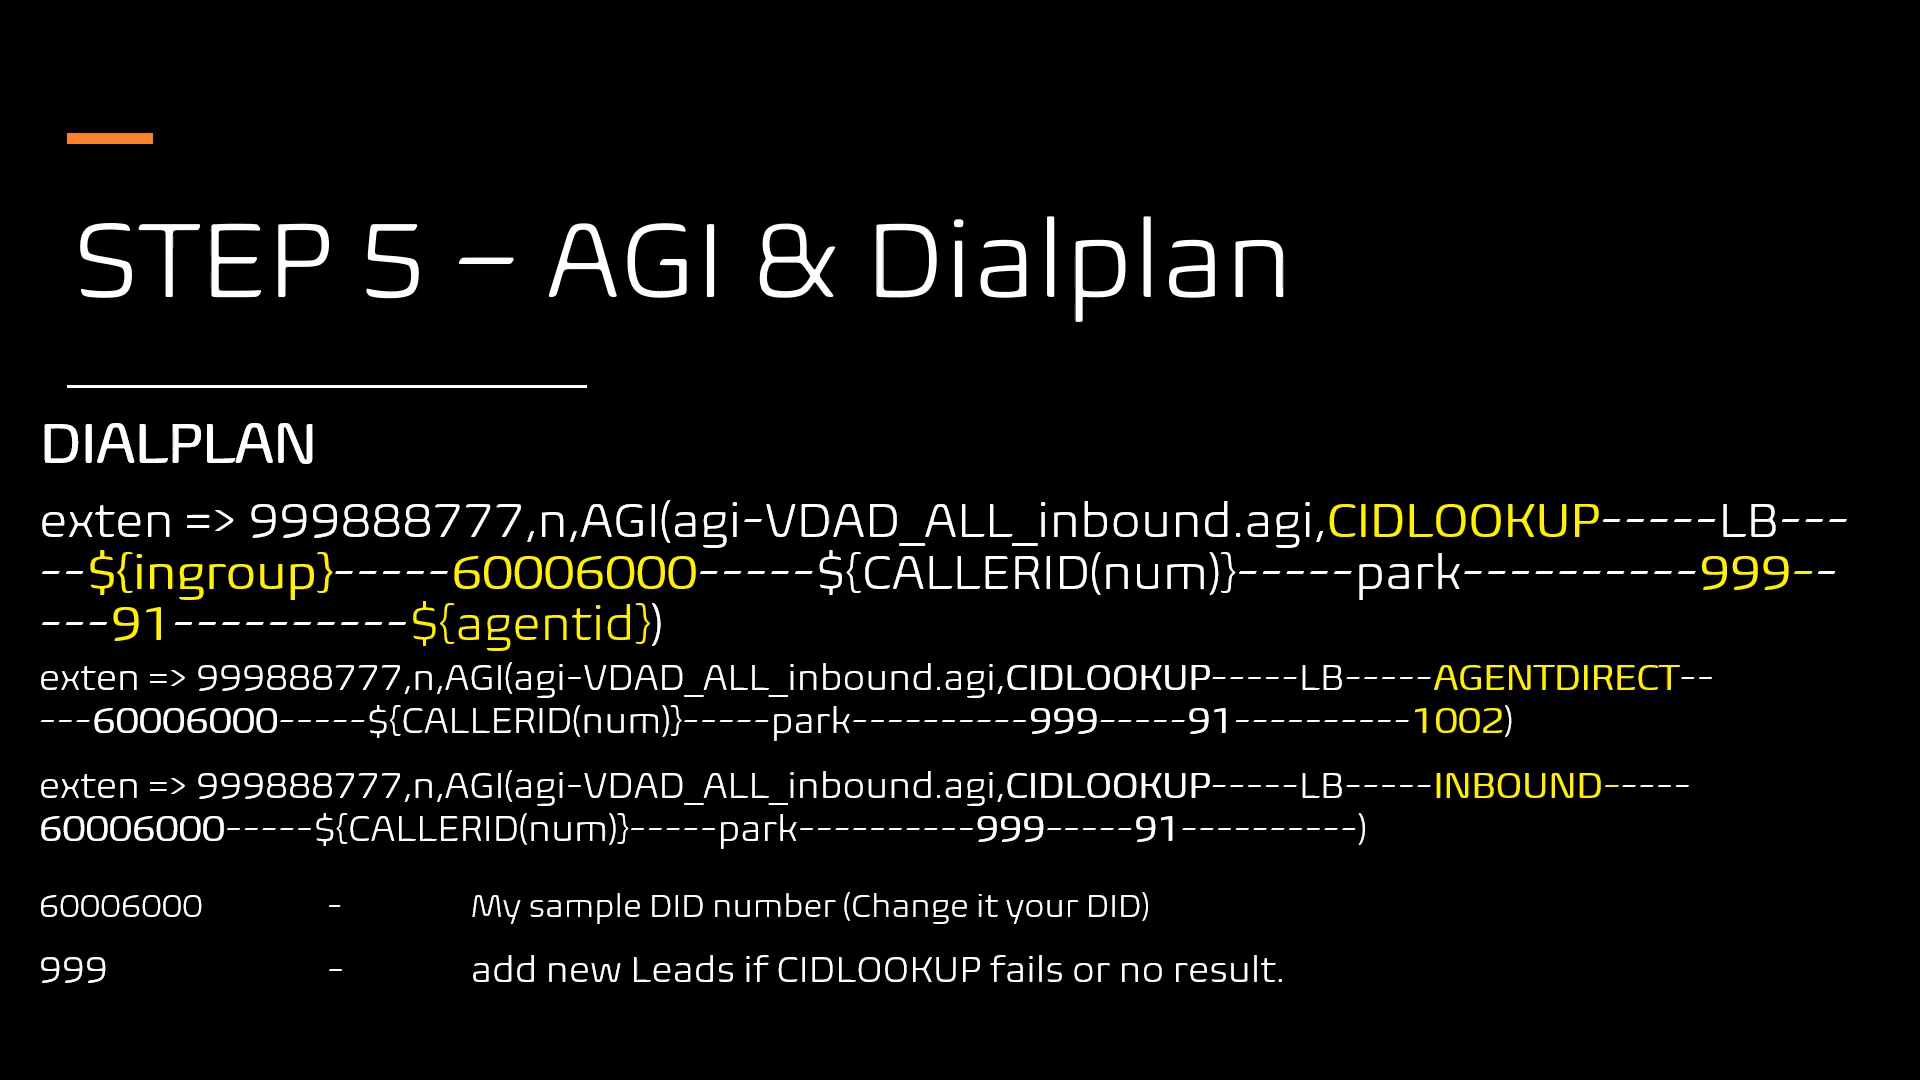 STEP 5 – AGI & Dialplan
DIALPLAN
exten => 999888777,n,AGI(agi-VDAD_ALL_inbound.agi,CIDLOOKUP-----LB---
--${ingroup}-----60006000-----${CALLERID(num)}-----park----------999--
---91----------${agentid})
exten => 999888777,n,AGI(agi-VDAD_ALL_inbound.agi,CIDLOOKUP-----LB-----AGENTDIRECT--
---60006000-----${CALLERID(num)}-----park----------999-----91----------1002)
exten => 999888777,n,AGI(agi-VDAD_ALL_inbound.agi,CIDLOOKUP-----LB-----INBOUND-----
60006000-----${CALLERID(num)}-----park----------999-----91----------)
60006000 - My sample DID number (Change it your DID)
999 - add new Leads if CIDLOOKUP fails or no result.